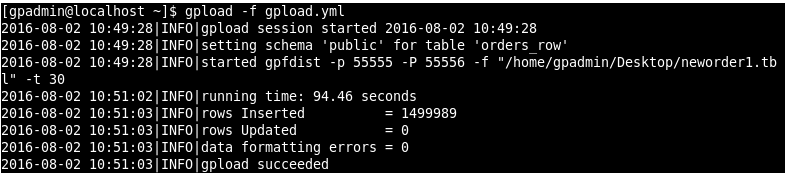 [gpadmin@localhost ~]$ gpload -f gpload.yml
2016-08-02 10:49:28|INFO|gpload session started 2016-08-02 10:49:28
2016-08-02 10:49:28|INFO|setting schema 'public' for table 'orders_row'
2016-08-02 10:49:28|INFO|started gpfdist -p 55555 -P 55556 -f "/home/gpadmin/Desktop/neworder1.tb
l" -t 30
2016-08-02 10:51:02|INFO|running time: 94.46 seconds
2016-08-02 10:51:03|INFO|rows Inserted          = 1499989
2016-08-02 10:51:03|INFO|rows Updated           = 0
2016-08-02 10:51:03|INFO|data formatting errors = 0
2016-08-02 10:51:03|INFO|gpload succeeded